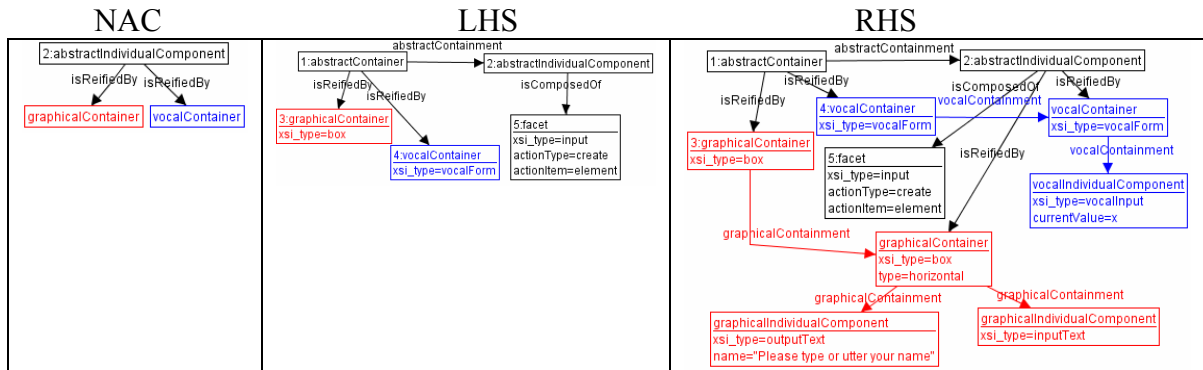 NAC
LHS
RHS
2:abstractIndividualComponent
isReifiedBy
isReifiedBy
graphicalContainer
vocalContainer
abstractContainment
1:abstractContainer
2:abstractIndividualComponent
isReifiedBy
isReifiedBy
isComposedOf
3:graphicalContainer
xsi_type=box
4:vocalContainer
xsi_type=vocalForm
5:facet
xsi_type=input
actionType=create
actionItem=element
abstractContainment
1:abstractContainer
2:abstractIndividualComponent
isReifiedBy
isReifiedBy
isComposedOf
isReifiedBy
vocalContainment
4:vocalContainer
xsi_type=vocalForm
vocalContainer
xsi_type=vocalForm
3:graphicalContainer
xsi_type=box
5:facet
xsi_type=input
actionType=create
actionItem=element
isReifiedBy
vocalContainment
vocalIndividualComponent
xsi_type=vocalInput
currentValue=x
graphicalContainment
graphicalContainer
xsi_type=box
type=horizontal
graphicalContainment
graphicalContainment
graphicalIndividualComponent
xsi_type=outputText
name="Please type or utter your name"
graphicalIndividualComponent
xsi_type=inputText